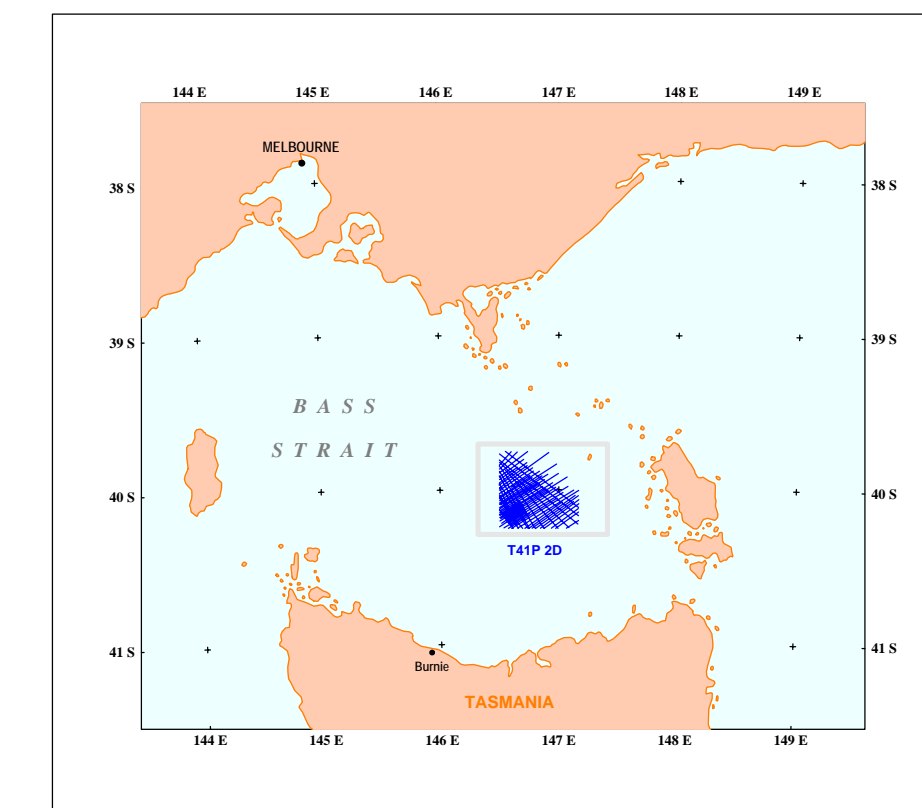 144 E 145 E 146 E 147 E 148 E 149 E
MELBOURNE
38 S 38 S
39 S 39 S
B A S S
S T R A I T
40 S 40 S
T41P 2D
41 S 41 S
Burnie
TASMANIA
144 E 145 E 146 E 147 E 148 E 149 E